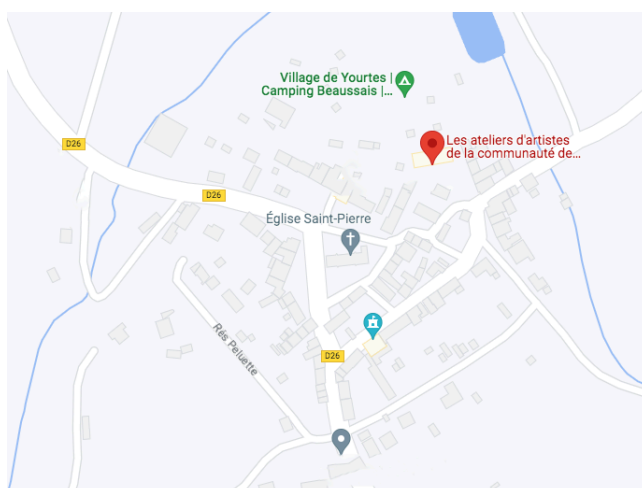 Village de Yourtes |
Camping Beaussais |...
Les ateliers d'artistes
de la communauté de...
D26
D26
Église Saint-Pierre
Rés Peluette
D26